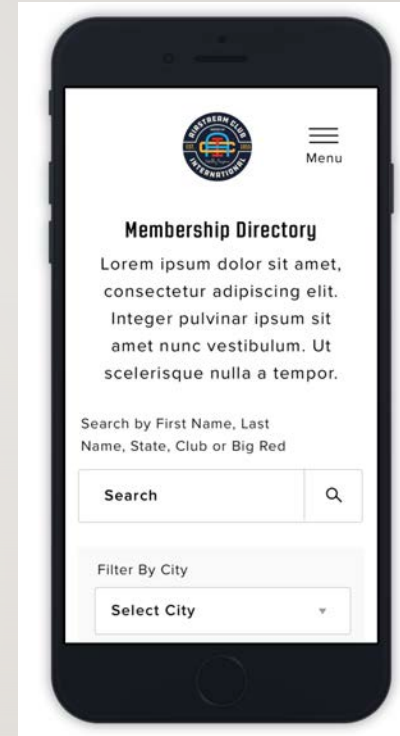 AIRSTREAM CLUB
EST. 1955
INTERNATIONAL
Menu
Membership Directory
Lorem ipsum dolor sit amet,
consectetur adipiscing elit.
Integer pulvinar ipsum sit
amet nunc vestibulum. Ut
scelerisque nulla a tempor.
Search by First Name, Last
Name, State, Club or Big Red
Search
Filter By City
Select City